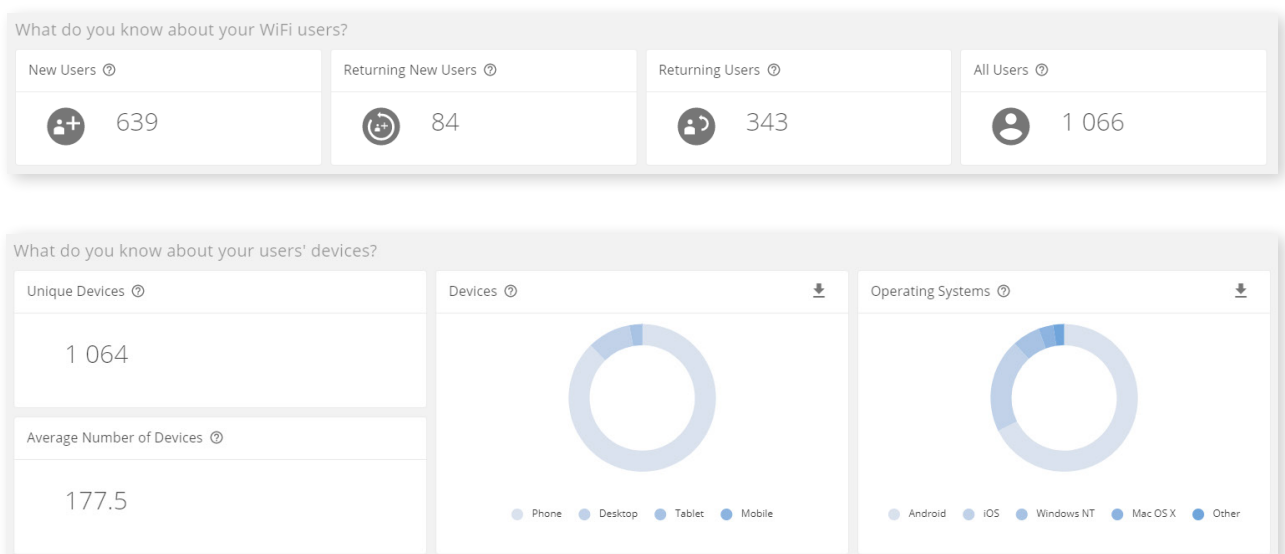 What do you know about your WiFi users?
New Users
Returning New Users
Returning Users
All Users
639
84
343
1 066
What do you know about your users' devices?
Unique Devices
Devices
Operating Systems
1 064
Average Number of Devices
177.5
Phone Desktop Tablet Mobile
Android iOS Windows NT Mac OS X Other